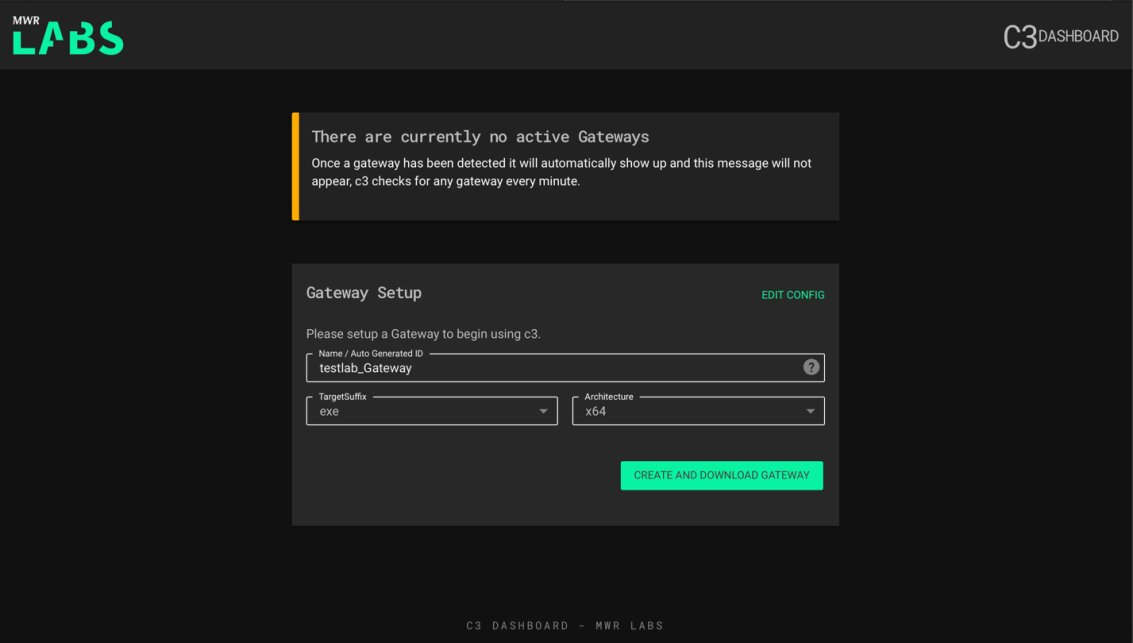 MWR
LABS
C3 DASHBOARD
There are currently no active Gateways
Once a gateway has been detected it will automatically show up and this message will not
appear, c3 checks for any gateway every minute.
Gateway Setup
EDIT CONFIG
Please setup a Gateway to begin using c3.
Name / Auto Generated ID
testlab_Gateway
?
TargetSuffix
exe
Architecture
x64
CREATE AND DOWNLOAD GATEWAY
C3 DASHBOARD - MWR LABS